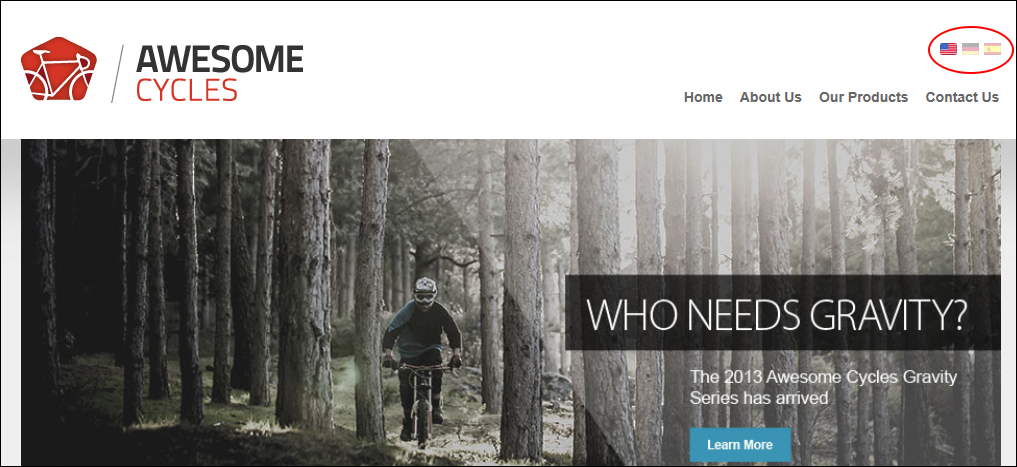 AWESOME
CYCLES
Home About Us Our Products Contact Us
WHO NEEDS GRAVITY?
The 2013 Awesome Cycles Gravity
Series has arrived
Learn More